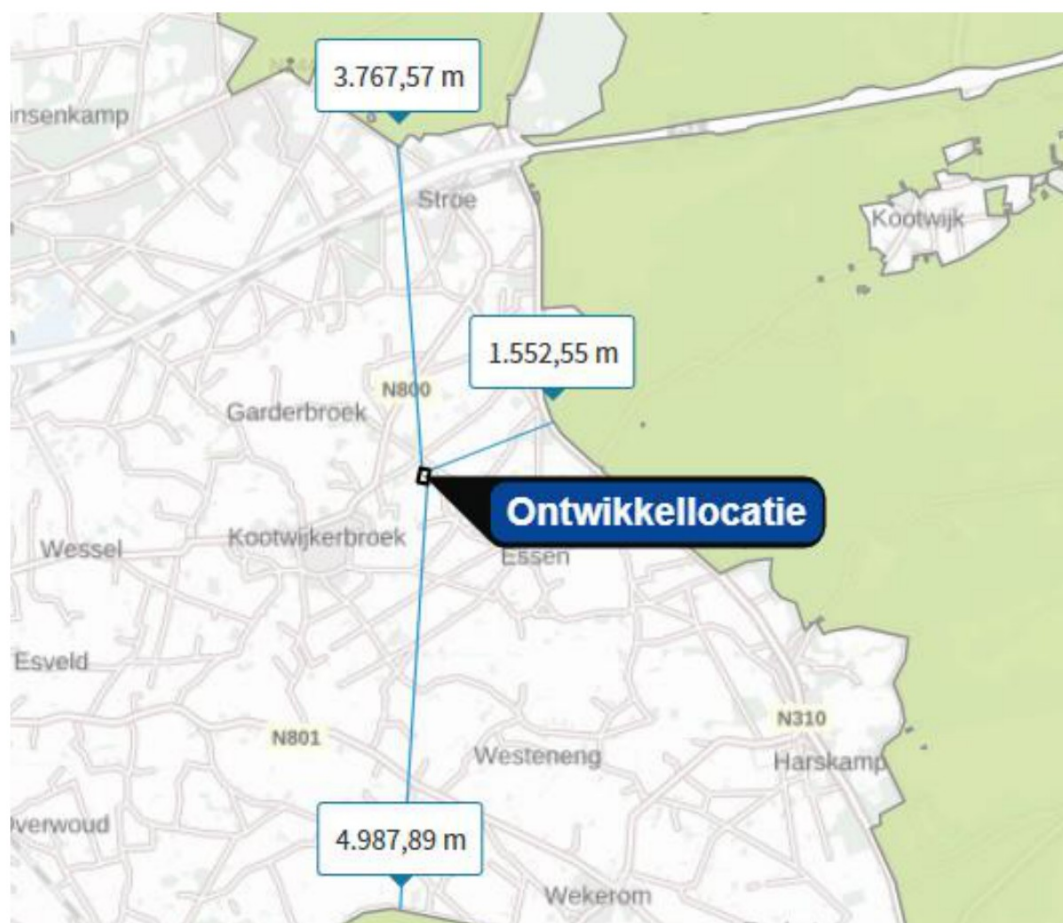 3.767,57 m
nsenkamp
Stroe
Kootwijk
1.552,55 m
N800
Garderbroek
Ontwikkellocatie
Kootwijkerbroek
Wessel
Essen
Esveld
N310
N801
Westeneng
Harskamp
verwoud
4.987,89 m
Wekerom